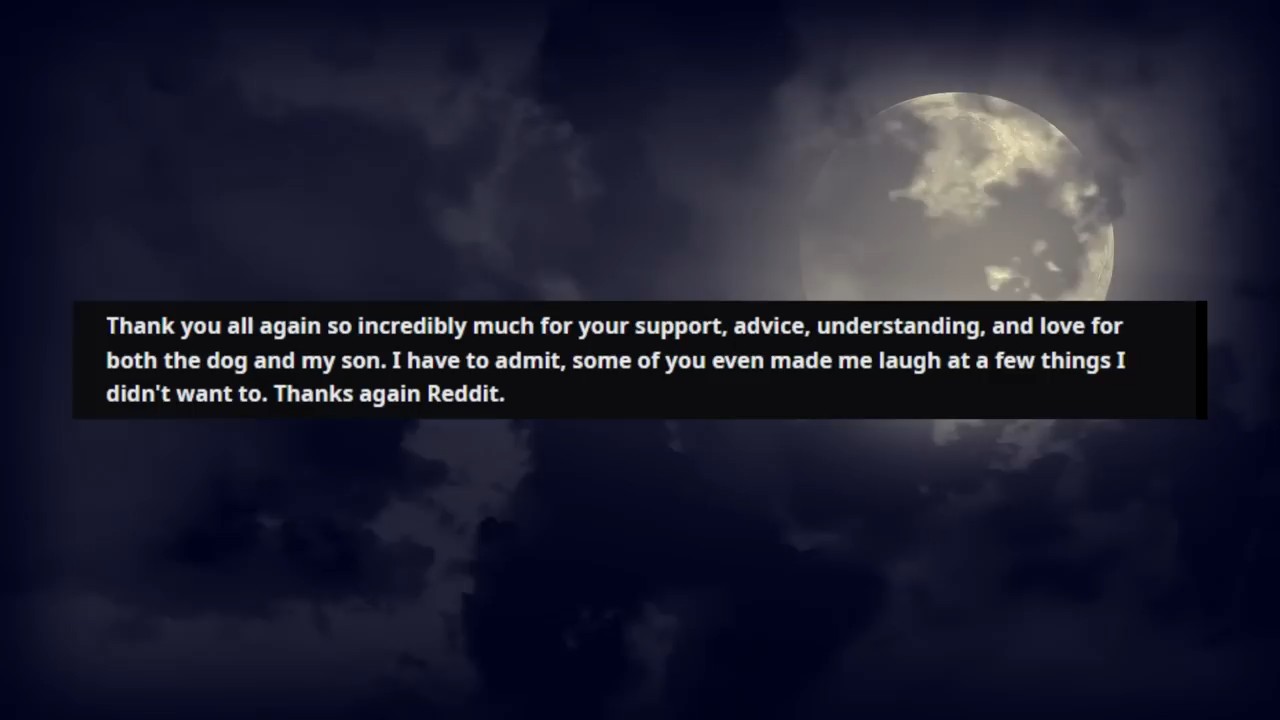 Thank you all again so incredibly much for your support, advice, understanding, and love for
both the dog and my son. I have to admit, some of you even made me laugh at a few things I
didn't want to. Thanks again Reddit.